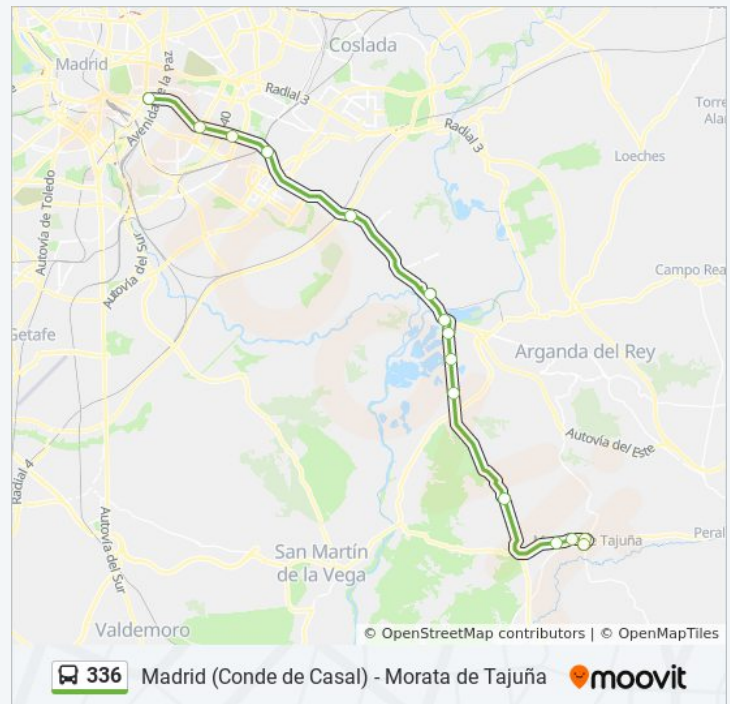 Coslada
Madrid
Avenida de la Paz
Radial 3
M-40
Torre
Ala
Radial 3
Loeches
Autovía de Toledo
Autovía del Sur
Campo Rea
Getafe
Arganda del Rey
Autovía del Este
Radial 4
Tajuña
Peral
San Martín
de la Vega
Autovía del Sur
Valdemoro
© OpenStreetMap contributors | © OpenMapTiles
336 Madrid (Conde de Casal) - Morata de Tajuña moovit